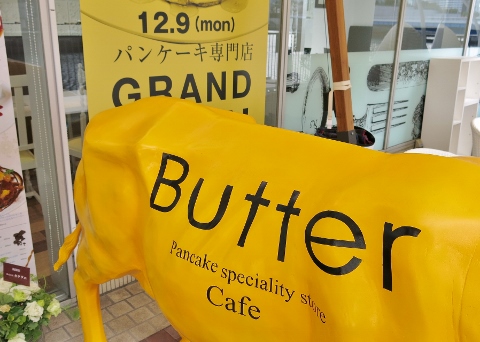 12.9(mon)
パンケーキ専門店
GRAND
Butter
Pancake speciality store
Cafe